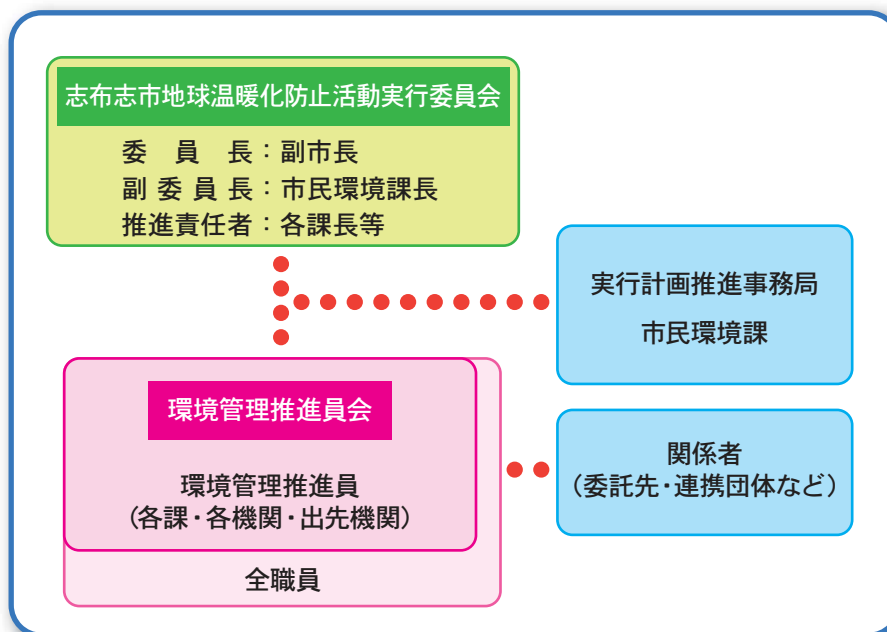 志布志市地球温暖化防止活動実行委員会
委員長：副市長
副委員長：市民環境課長
推進責任者：各課長等
実行計画推進事務局
市民環境課
環境管理推進員会
環境管理推進員
（各課・各機関・出先機関）
全職員
関係者
（委託先・連携団体など）